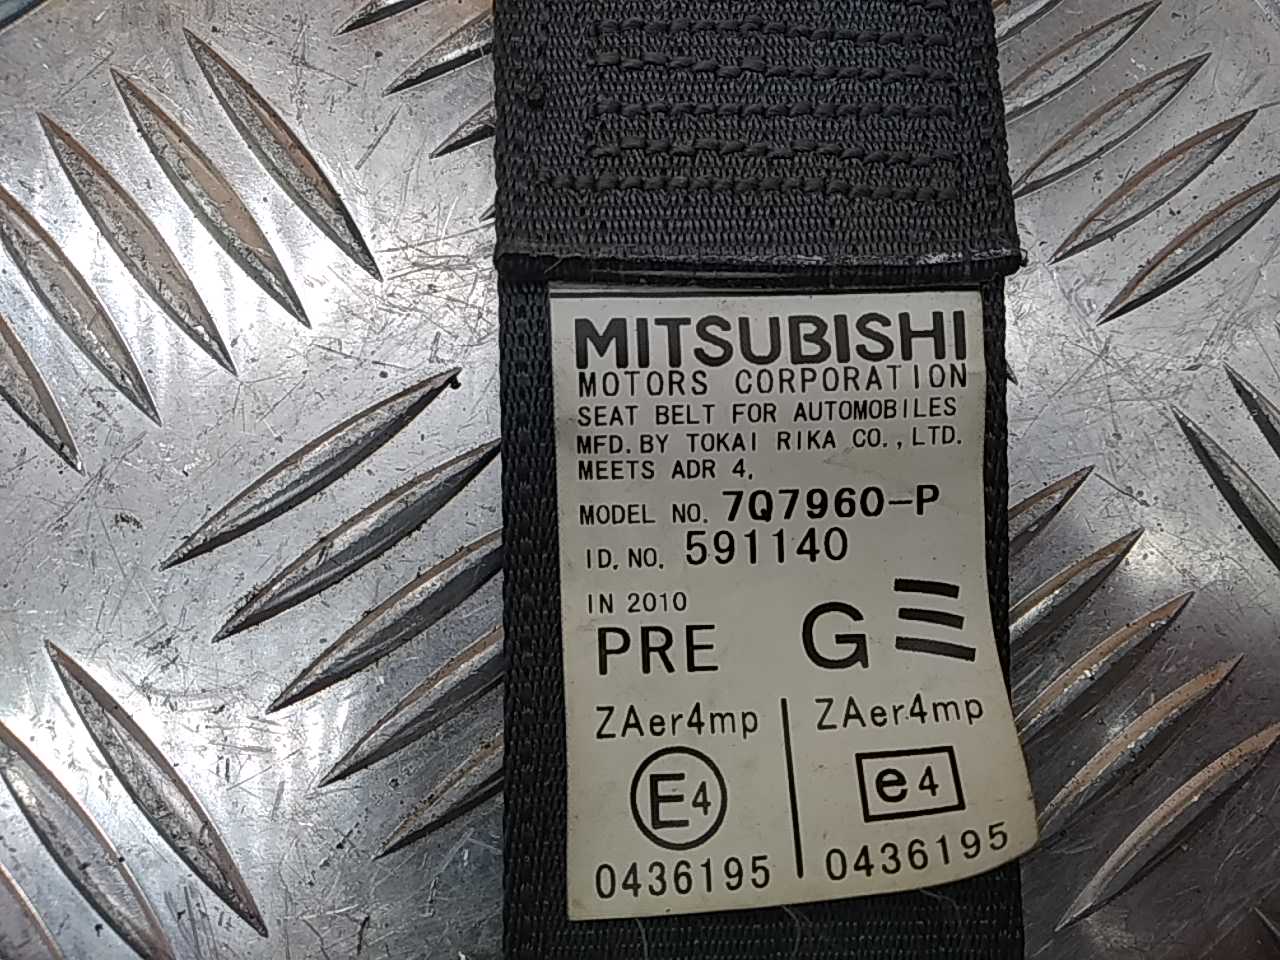 MITSUBISHI
MOTORS CORPORATION
SEAT BELT FOR AUTOMOBILES
MFD. BY TOKAI RIKA CO., LTD.
MEETS ADR 4.
MODEL NO. 7Q7960-P
ID. NO. 591140
IN 2010
PRE G
ZAer4mp ZAer4mp
E4 e4
0436195 0436195